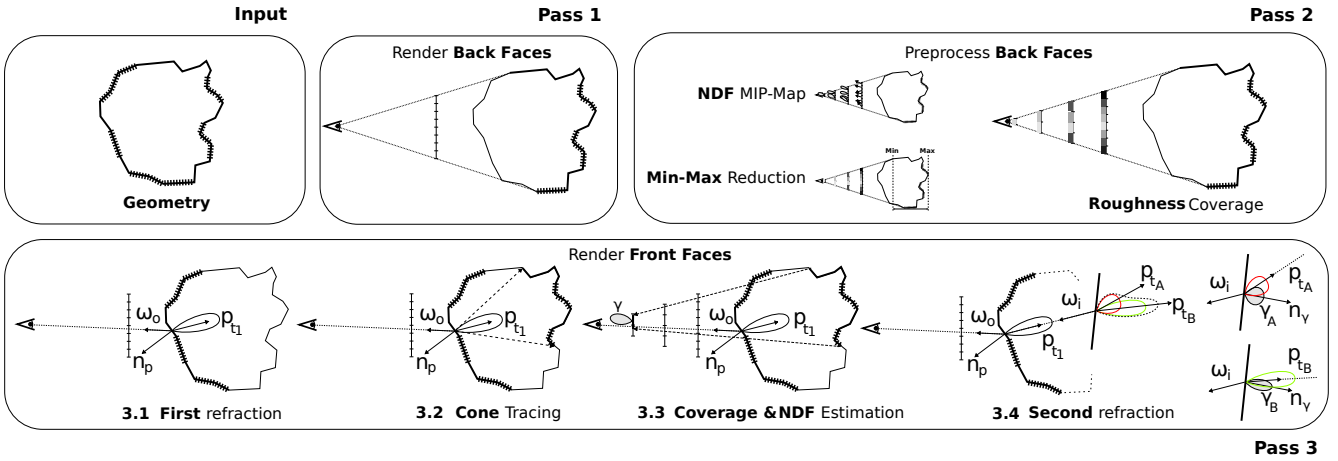 Input
Pass 1
Pass 2
Geometry
Render Back Faces
Preprocess Back Faces
NDF MIP-Map
Min-Max Reduction
Min Max
Roughness Coverage
Render Front Faces
ω_o p_t1 n_p
3.1 First refraction
ω_o p_t1 n_p
3.2 Cone Tracing
γ ω_o p_t1 n_p
3.3 Coverage & NDF Estimation
ω_o p_t1 n_p ω_i p_tA p_tB
3.4 Second refraction
ω_i p_tA γ_A n_γ
ω_i p_tB γ_B n_γ
Pass 3